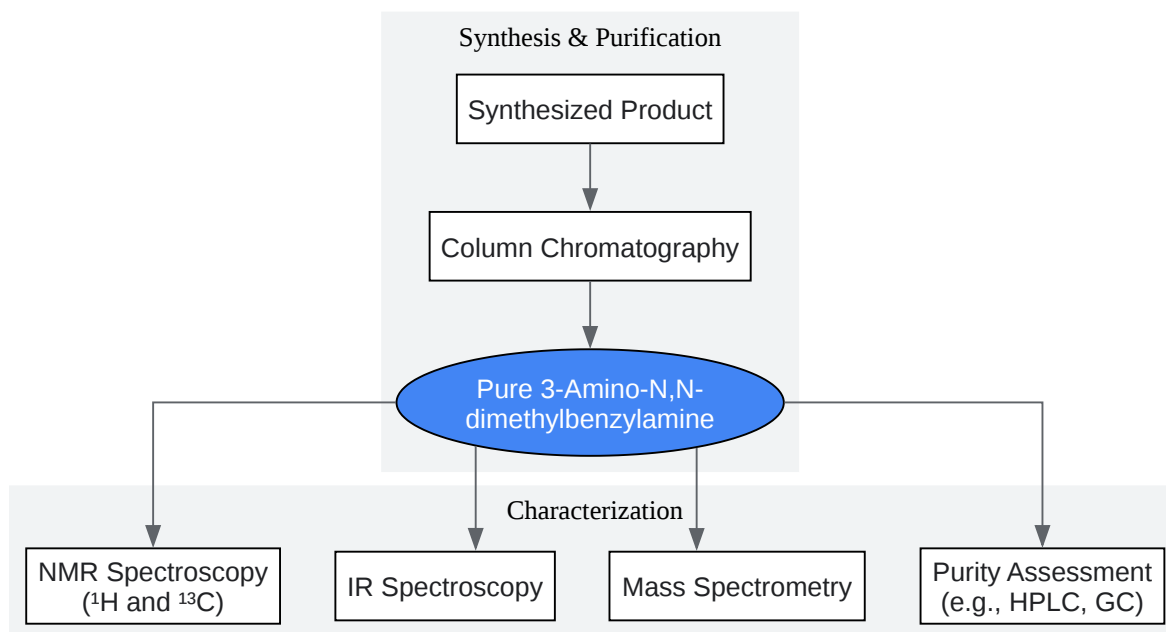 Synthesis & Purification
Synthesized Product
Column Chromatography
Pure 3-Amino-N,N-
dimethylbenzylamine
Characterization
NMR Spectroscopy
(¹H and ¹³C)
IR Spectroscopy
Mass Spectrometry
Purity Assessment
(e.g., HPLC, GC)